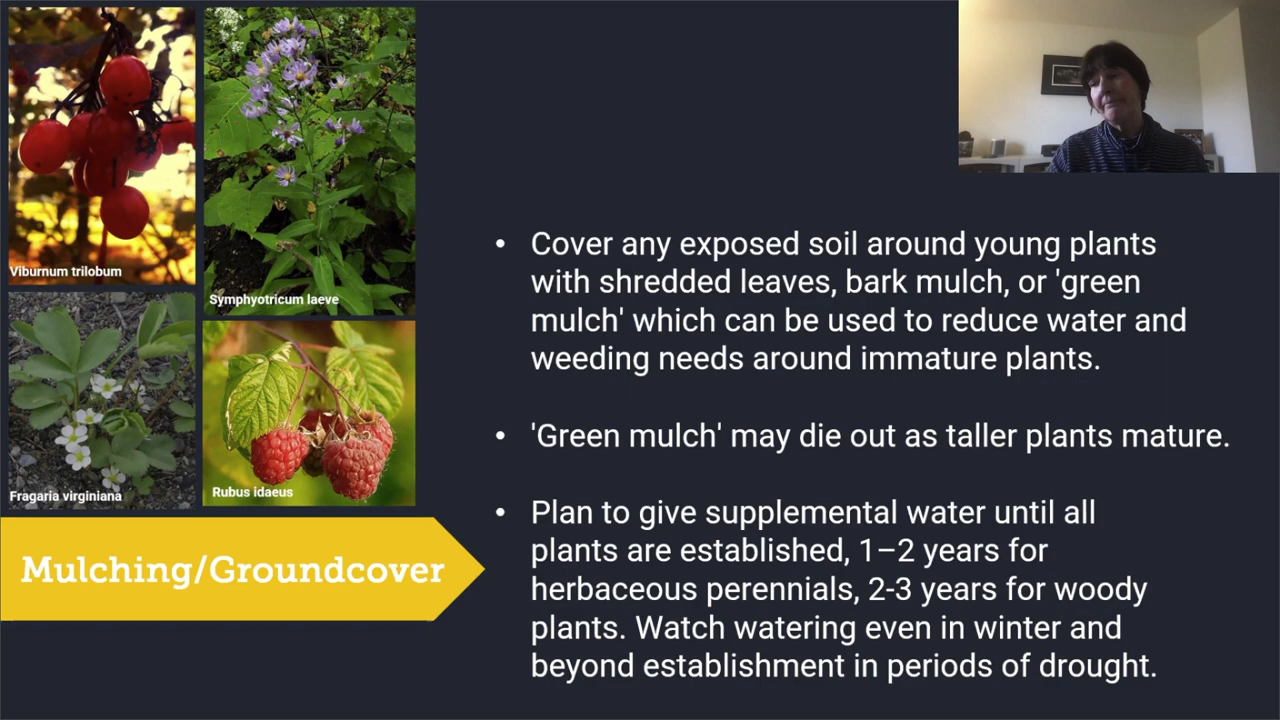 Viburnum trilobum
Symphyotricum laeve
Fragaria virginiana
Rubus idaeus
Mulching/Groundcover
• Cover any exposed soil around young plants
with shredded leaves, bark mulch, or 'green
mulch' which can be used to reduce water and
weeding needs around immature plants.
• 'Green mulch' may die out as taller plants mature.
• Plan to give supplemental water until all
plants are established, 1–2 years for
herbaceous perennials, 2-3 years for woody
plants. Watch watering even in winter and
beyond establishment in periods of drought.